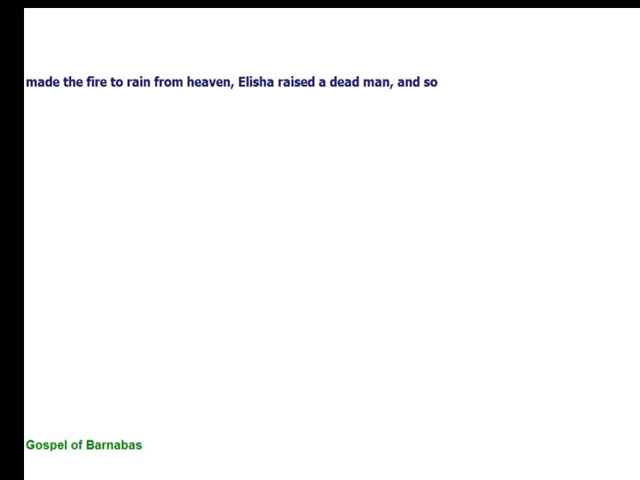 made the fire to rain from heaven, Elisha raised a dead man, and so
Gospel of Barnabas